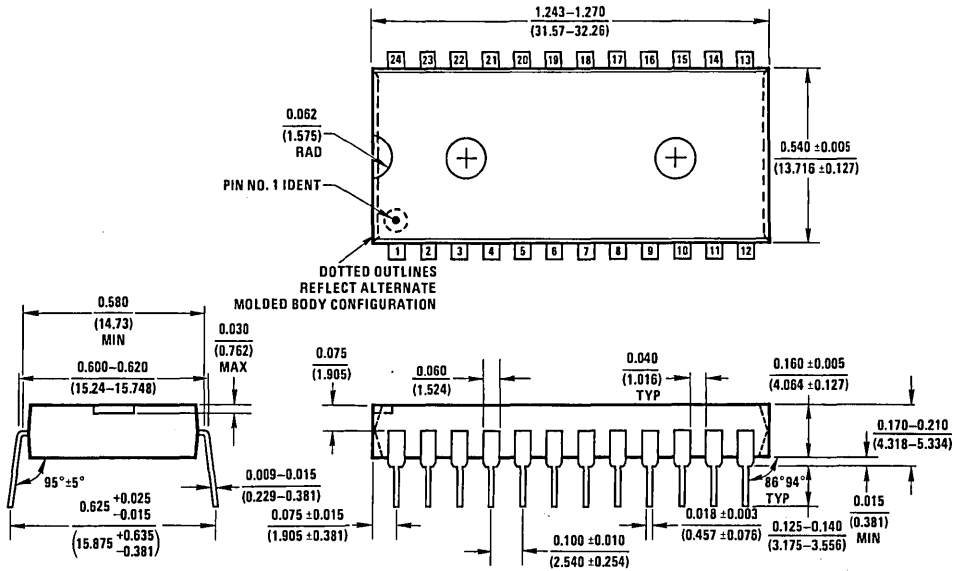 1.243–1.270
(31.57–32.26)
24 23 22 21 20 19 18 17 16 15 14 13
0.062
(1.575)
RAD
0.540 ±0.005
(13.716 ±0.127)
PIN NO. 1 IDENT
1 2 3 4 5 6 7 8 9 10 11 12
DOTTED OUTLINES
REFLECT ALTERNATE
MOLDED BODY CONFIGURATION
0.580
(14.73)
MIN
0.030
(0.762)
MAX
0.600–0.620
(15.24–15.748)
95°±5°
0.009–0.015
(0.229–0.381)
0.625 +0.025 -0.015
(15.875 +0.635 -0.381)
0.075
(1.905)
0.060
(1.524)
0.040
(1.016)
TYP
0.160 ±0.005
(4.064 ±0.127)
0.170–0.210
(4.318–5.334)
86°94°
TYP
0.015
(0.381)
MIN
0.075 ±0.015
(1.905 ±0.381)
0.100 ±0.010
(2.540 ±0.254)
0.018 ±0.003
(0.457 ±0.076)
0.125–0.140
(3.175–3.556)